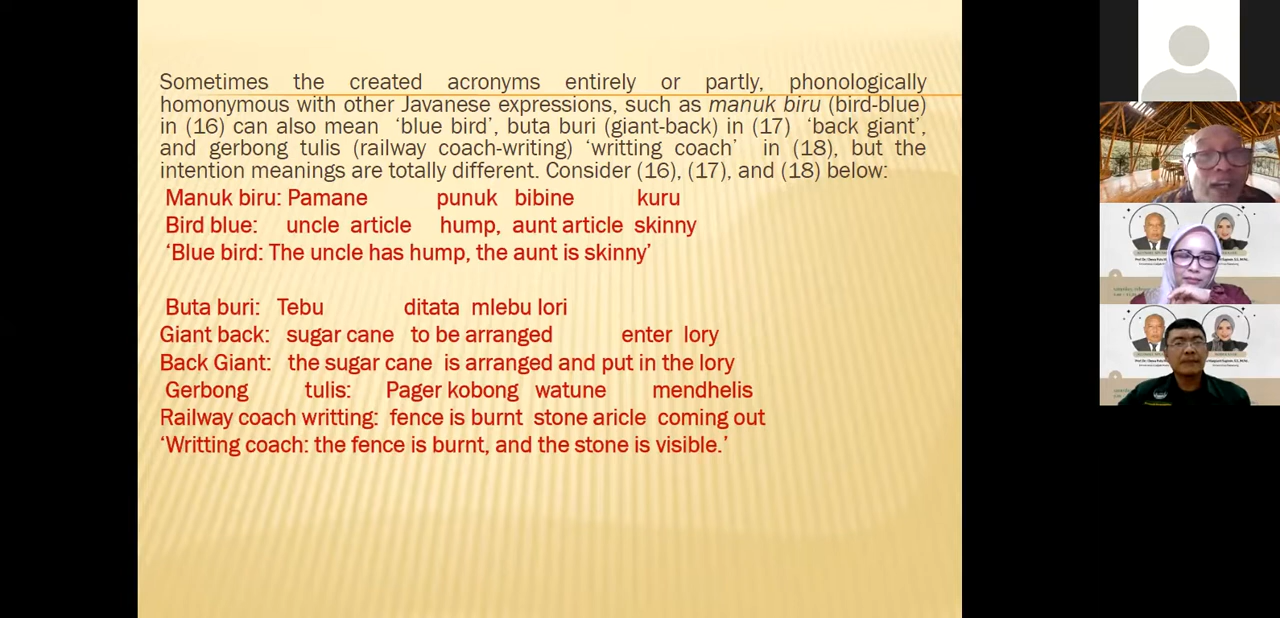 Sometimes the created acronyms entirely or partly, phonologically
homonymous with other Javanese expressions, such as manuk biru (bird-blue)
in (16) can also mean ‘blue bird’, buta buri (giant-back) in (17) ‘back giant’,
and gerbong tulis (railway coach-writing) ‘writting coach’ in (18), but the
intention meanings are totally different. Consider (16), (17), and (18) below:
Manuk biru: Pamane punuk bibine kuru
Bird blue: uncle article hump, aunt article skinny
‘Blue bird: The uncle has hump, the aunt is skinny’
Buta buri: Tebu ditata mlebu lori
Giant back: sugar cane to be arranged enter lory
Back Giant: the sugar cane is arranged and put in the lory
Gerbong tulis: Pager kobong watune mendhelis
Railway coach writting: fence is burnt stone aricle coming out
‘Writting coach: the fence is burnt, and the stone is visible.’